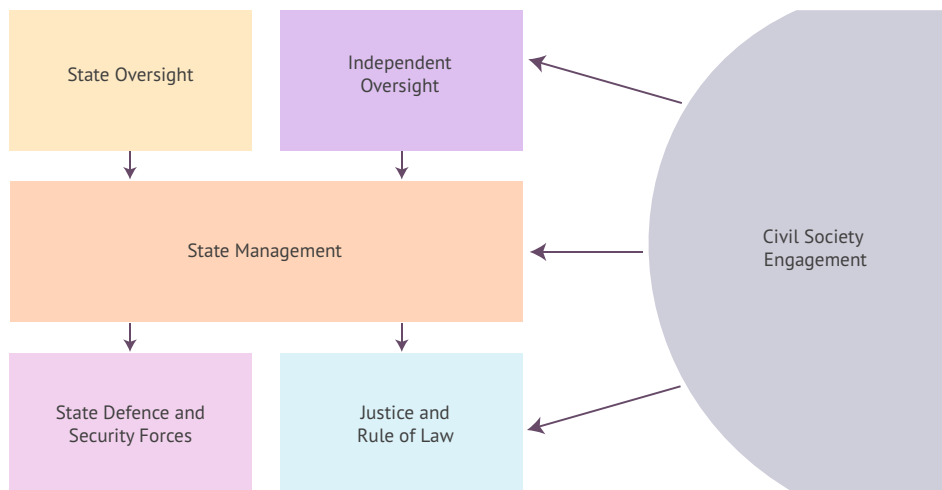 State Oversight
Independent
Oversight
State Management
Civil Society
Engagement
State Defence and
Security Forces
Justice and
Rule of Law